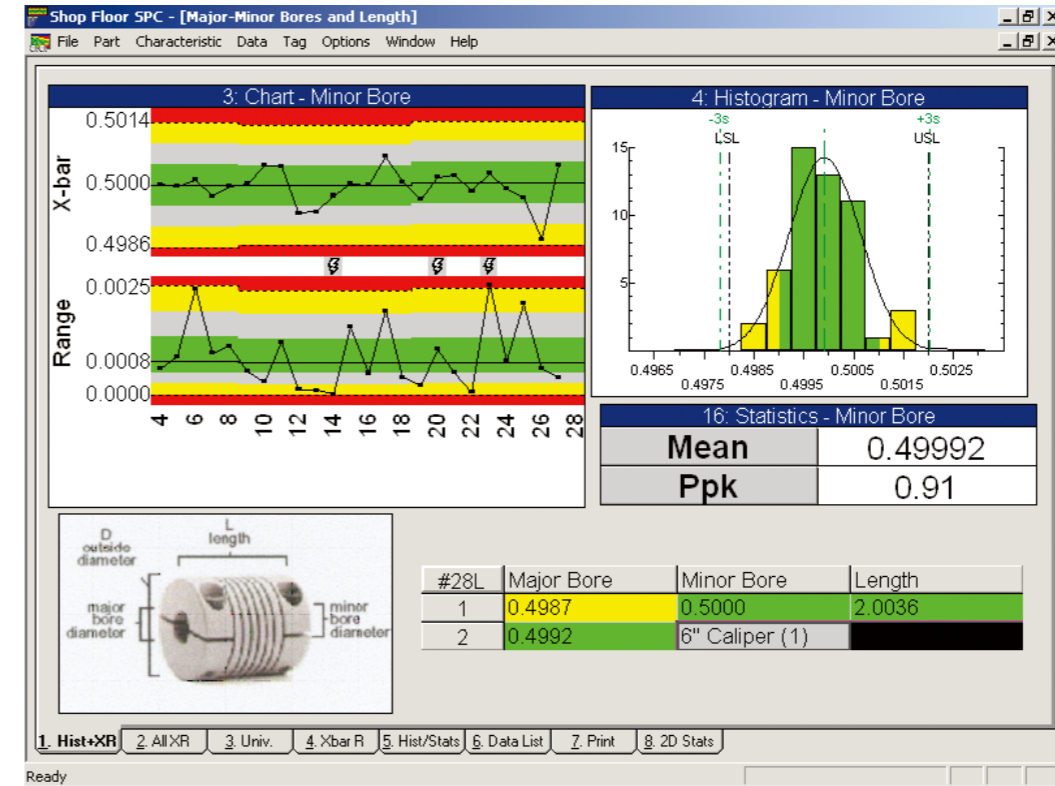 Shop Floor SPC - [Major-Minor Bores and Length]
File Part Characteristic Data Tag Options Window Help
3: Chart - Minor Bore
0.5014
X-bar
0.5000
0.4986
0.0025
Range
0.0008
0.0000
4 6 8 10 12 14 16 18 20 22 24 26 28
4: Histogram - Minor Bore
-3s +3s
LSL USL
15
10
5
0.4965 0.4985 0.5005 0.5025
0.4975 0.4995 0.5015
16: Statistics - Minor Bore
Mean 0.49992
Ppk 0.91
D
outside
diameter
L
length
major
bore
diameter
minor
bore
diameter
#28L Major Bore Minor Bore Length
1 0.4987 0.5000 2.0036
2 0.4992 6" Caliper (1)
1. Hist+XR 2. All XR 3. Univ. 4. Xbar R 5. Hist/Stats 6. Data List 7. Print 8. 2D Stats
Ready